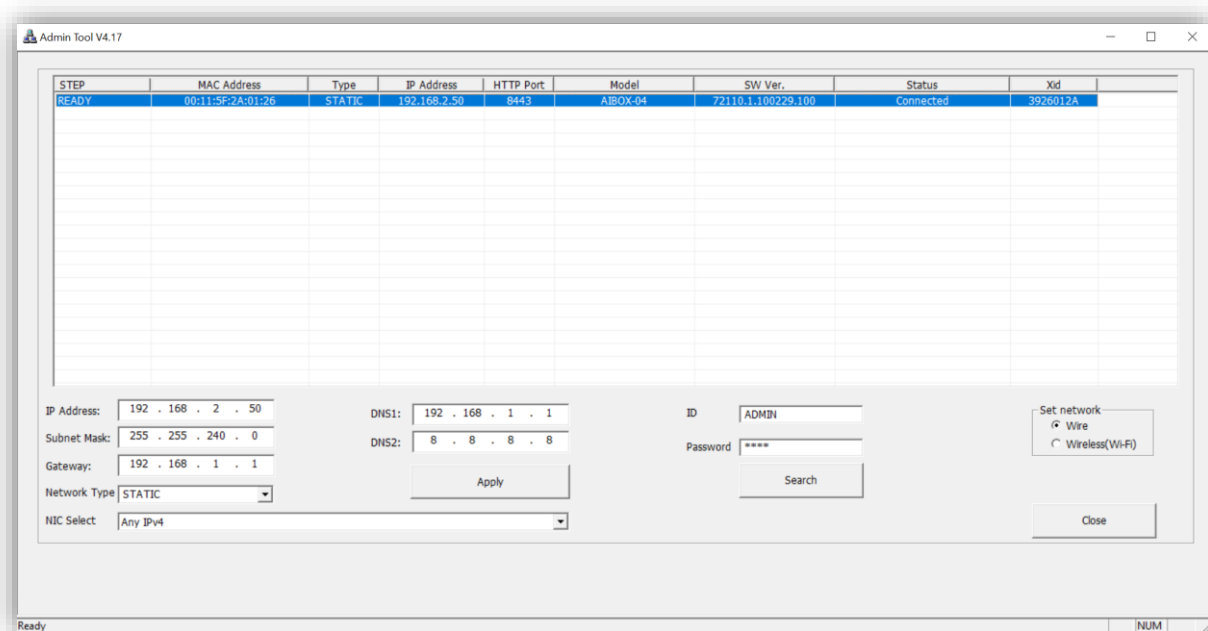 Admin Tool V4.17
STEP MAC Address Type IP Address HTTP Port Model SW Ver. Status Xid
READY 00:11:5F:2A:01:26 STATIC 192.168.2.50 8443 AIBOX-04 72110.1.100229.100 Connected 3926012A
IP Address: 192 . 168 . 2 . 50 DNS1: 192 . 168 . 1 . 1 ID ADMIN Set network
Wire
Subnet Mask: 255 . 255 . 240 . 0 DNS2: 8 . 8 . 8 . 8 Password **** Wireless(Wi-Fi)
Gateway: 192 . 168 . 1 . 1
Apply Search
Network Type STATIC
NIC Select Any IPv4 Close
Ready NUM